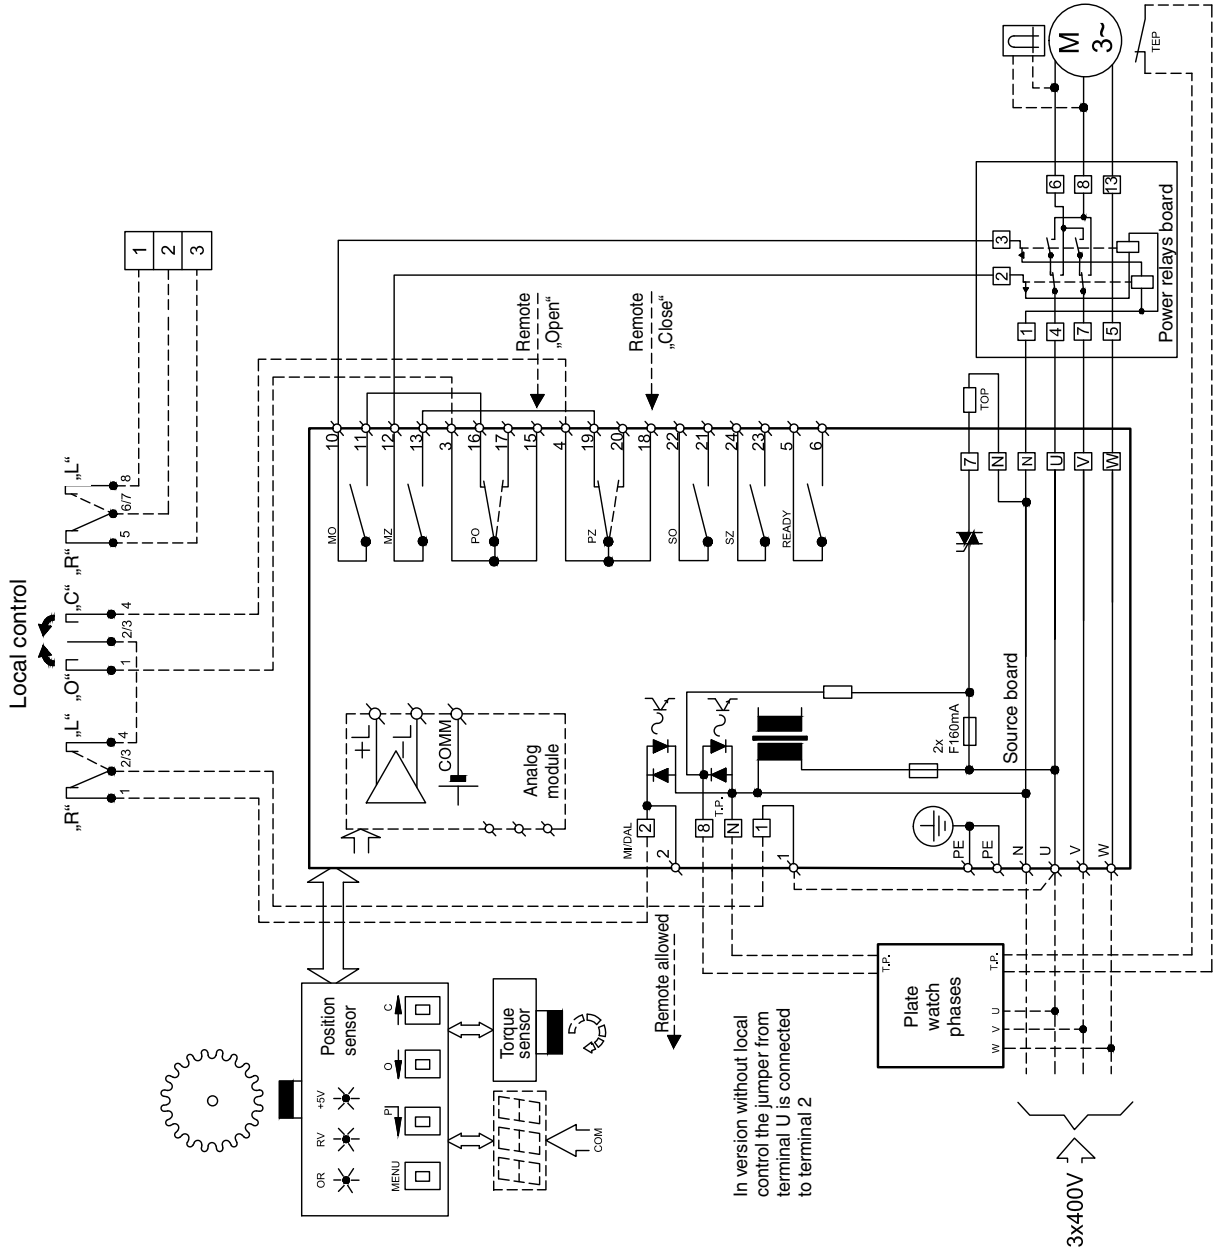 Local control
„R“
„L“
„O“
„C“
„R“
„L“
1
2/3
4
1
2/3
4
5
6/7
8
1
2
3
M
3~
TEP
Power relays board
3
2
6
8
13
1
4
7
5
Remote
„Open“
Remote
„Close“
10
11
12
13
3
16
17
15
4
19
20
18
22
21
24
23
5
6
MO
MZ
PO
PZ
SO
SZ
READY
TOP
7
N
N
U
V
W
+L
−L
COMM
Analog
module
2x
F160mA
Source board
MI/DAL
2
2
8
T.P.
N
1
1
PE
PE
N
U
V
W
Position
sensor
+5V
RV
OR
C
O
P
MENU
Torque
sensor
COM
Remote allowed
T.P.
T.P.
Plate
watch
phases
U
V
W
In version without local
control the jumper from
terminal U is connected
to terminal 2
3x400V